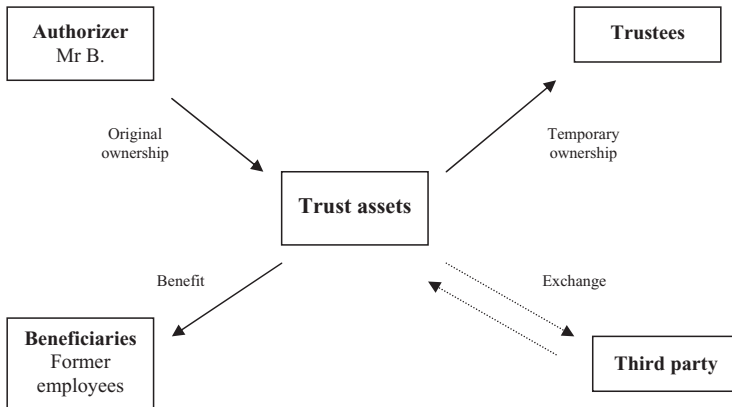 Authorizer
Mr B.
Trustees
Original
ownership
Temporary
ownership
Trust assets
Benefit
Exchange
Beneficiaries
Former
employees
Third party